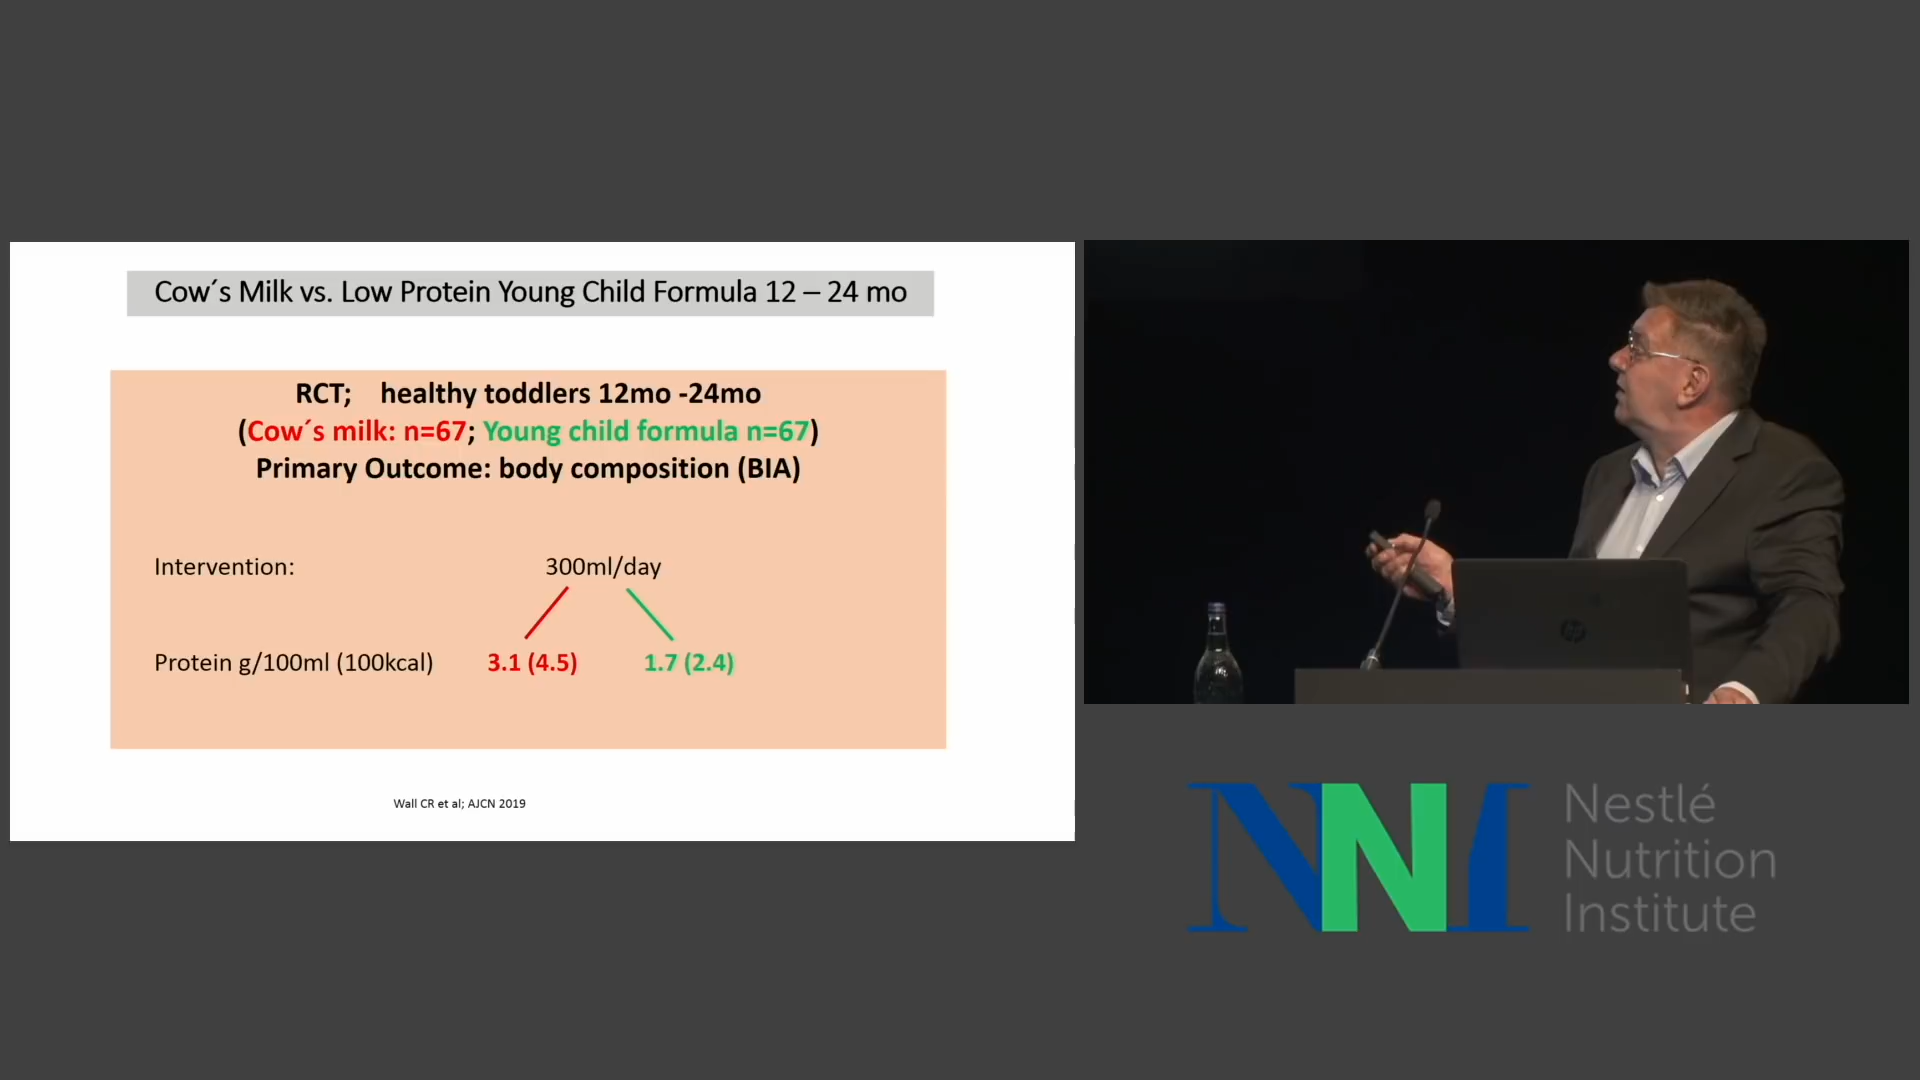 Cow´s Milk vs. Low Protein Young Child Formula 12 – 24 mo
RCT; healthy toddlers 12mo -24mo
(Cow´s milk: n=67; Young child formula n=67)
Primary Outcome: body composition (BIA)
Intervention: 300ml/day
Protein g/100ml (100kcal) 3.1 (4.5) 1.7 (2.4)
Wall CR et al; AJCN 2019
hp
NNI
Nestlé
Nutrition
Institute